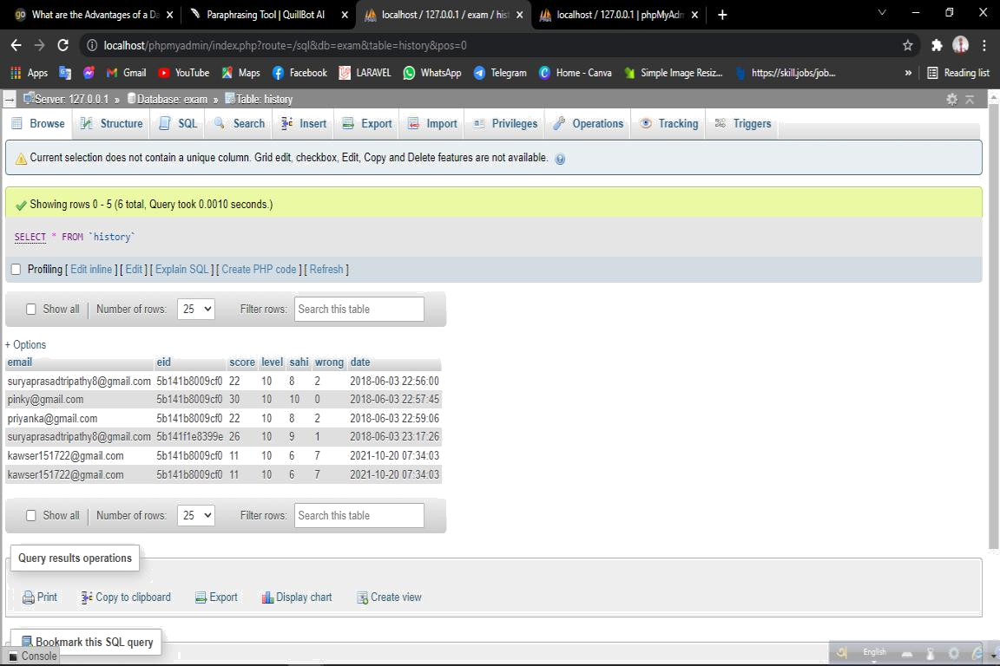 What are the Advantages of a Da
Paraphrasing Tool | QuillBot AI
localhost / 127.0.0.1 / exam / hist
localhost / 127.0.0.1 | phpMyAdm
localhost/phpmyadmin/index.php?route=/sql&db=exam&table=history&pos=0
Apps Gmail YouTube Maps Facebook LARAVEL WhatsApp Telegram Home - Canva Simple Image Resiz... https://skill.jobs/job... » Reading list
Server: 127.0.0.1 » Database: exam » Table: history
Browse Structure SQL Search Insert Export Import Privileges Operations Tracking Triggers
Current selection does not contain a unique column. Grid edit, checkbox, Edit, Copy and Delete features are not available.
Showing rows 0 - 5 (6 total, Query took 0.0010 seconds.)
SELECT * FROM `history`
Profiling [ Edit inline ] [ Edit ] [ Explain SQL ] [ Create PHP code ] [ Refresh ]
Show all | Number of rows: 25 Filter rows: Search this table
+ Options
email eid score level sahi wrong date
suryaprasadtripathy8@gmail.com 5b141b8009cf0 22 10 8 2 2018-06-03 22:56:00
pinky@gmail.com 5b141b8009cf0 30 10 10 0 2018-06-03 22:57:45
priyanka@gmail.com 5b141b8009cf0 22 10 8 2 2018-06-03 22:59:06
suryaprasadtripathy8@gmail.com 5b141f1e8399e 26 10 9 1 2018-06-03 23:17:26
kawser151722@gmail.com 5b141b8009cf0 11 10 6 7 2021-10-20 07:34:03
kawser151722@gmail.com 5b141b8009cf0 11 10 6 7 2021-10-20 07:34:03
Show all | Number of rows: 25 Filter rows: Search this table
Query results operations
Print Copy to clipboard Export Display chart Create view
Bookmark this SQL query
Console
অ English